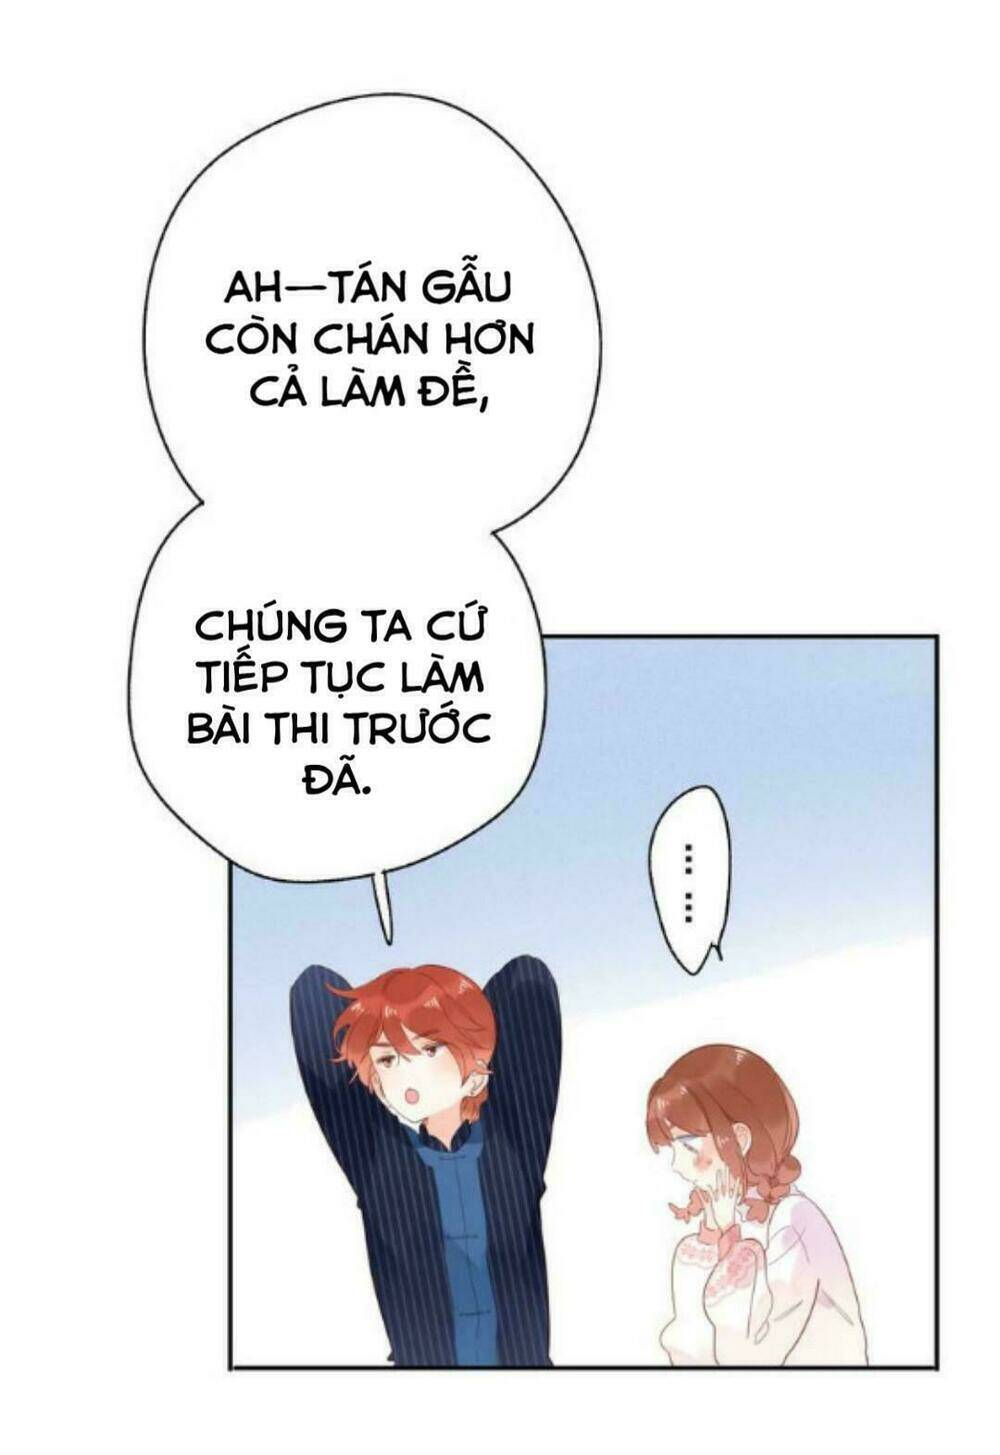 AH—TÁN GẪU
CÒN CHÁN HƠN
CẢ LÀM ĐỀ,
CHÚNG TA CỨ
TIẾP TỤC LÀM
BÀI THI TRƯỚC
ĐÃ.
……